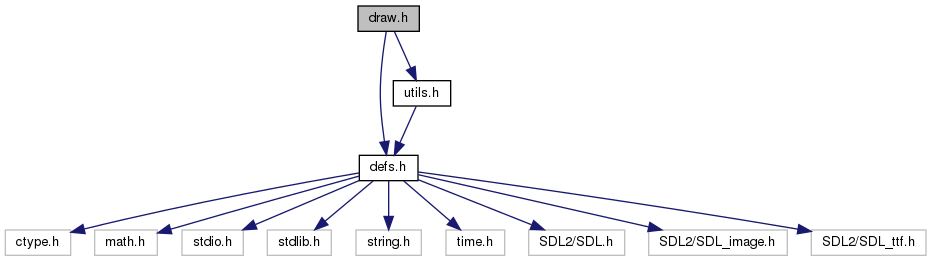 draw.h
utils.h
defs.h
ctype.h
math.h
stdio.h
stdlib.h
string.h
time.h
SDL2/SDL.h
SDL2/SDL_image.h
SDL2/SDL_ttf.h